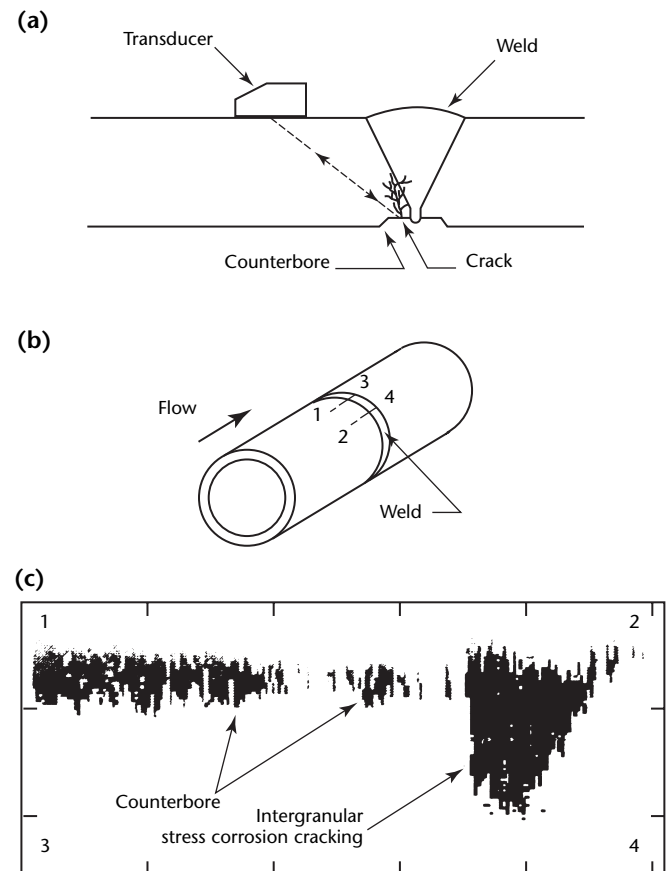 (a)
Transducer
Weld
Counterbore
Crack
(b)
Flow
3
1
4
2
Weld
(c)
1
2
Counterbore
Intergranular
stress corrosion cracking
3
4